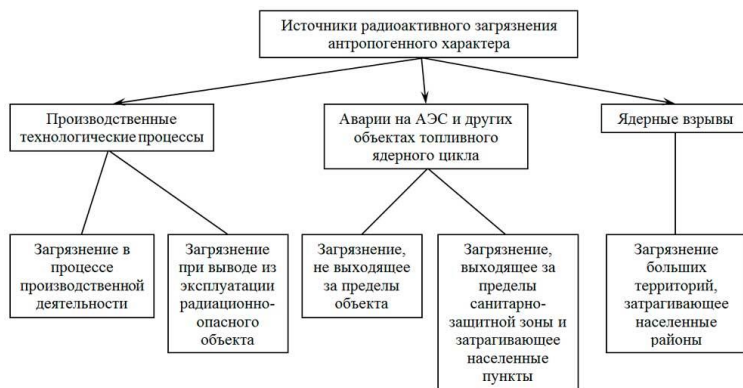 Источники радиоактивного загрязнения
антропогенного характера
Производственные
технологические процессы
Аварии на АЭС и других
объектах топливного
ядерного цикла
Ядерные взрывы
Загрязнение в
процессе
производственной
деятельности
Загрязнение
при выводе из
эксплуатации
радиационно-
опасного
объекта
Загрязнение,
не выходящее
за пределы
объекта
Загрязнение,
выходящее за
пределы
санитарно-
защитной зоны и
затрагивающее
населенные
пункты
Загрязнение
больших
территорий,
затрагивающее
населенные
районы